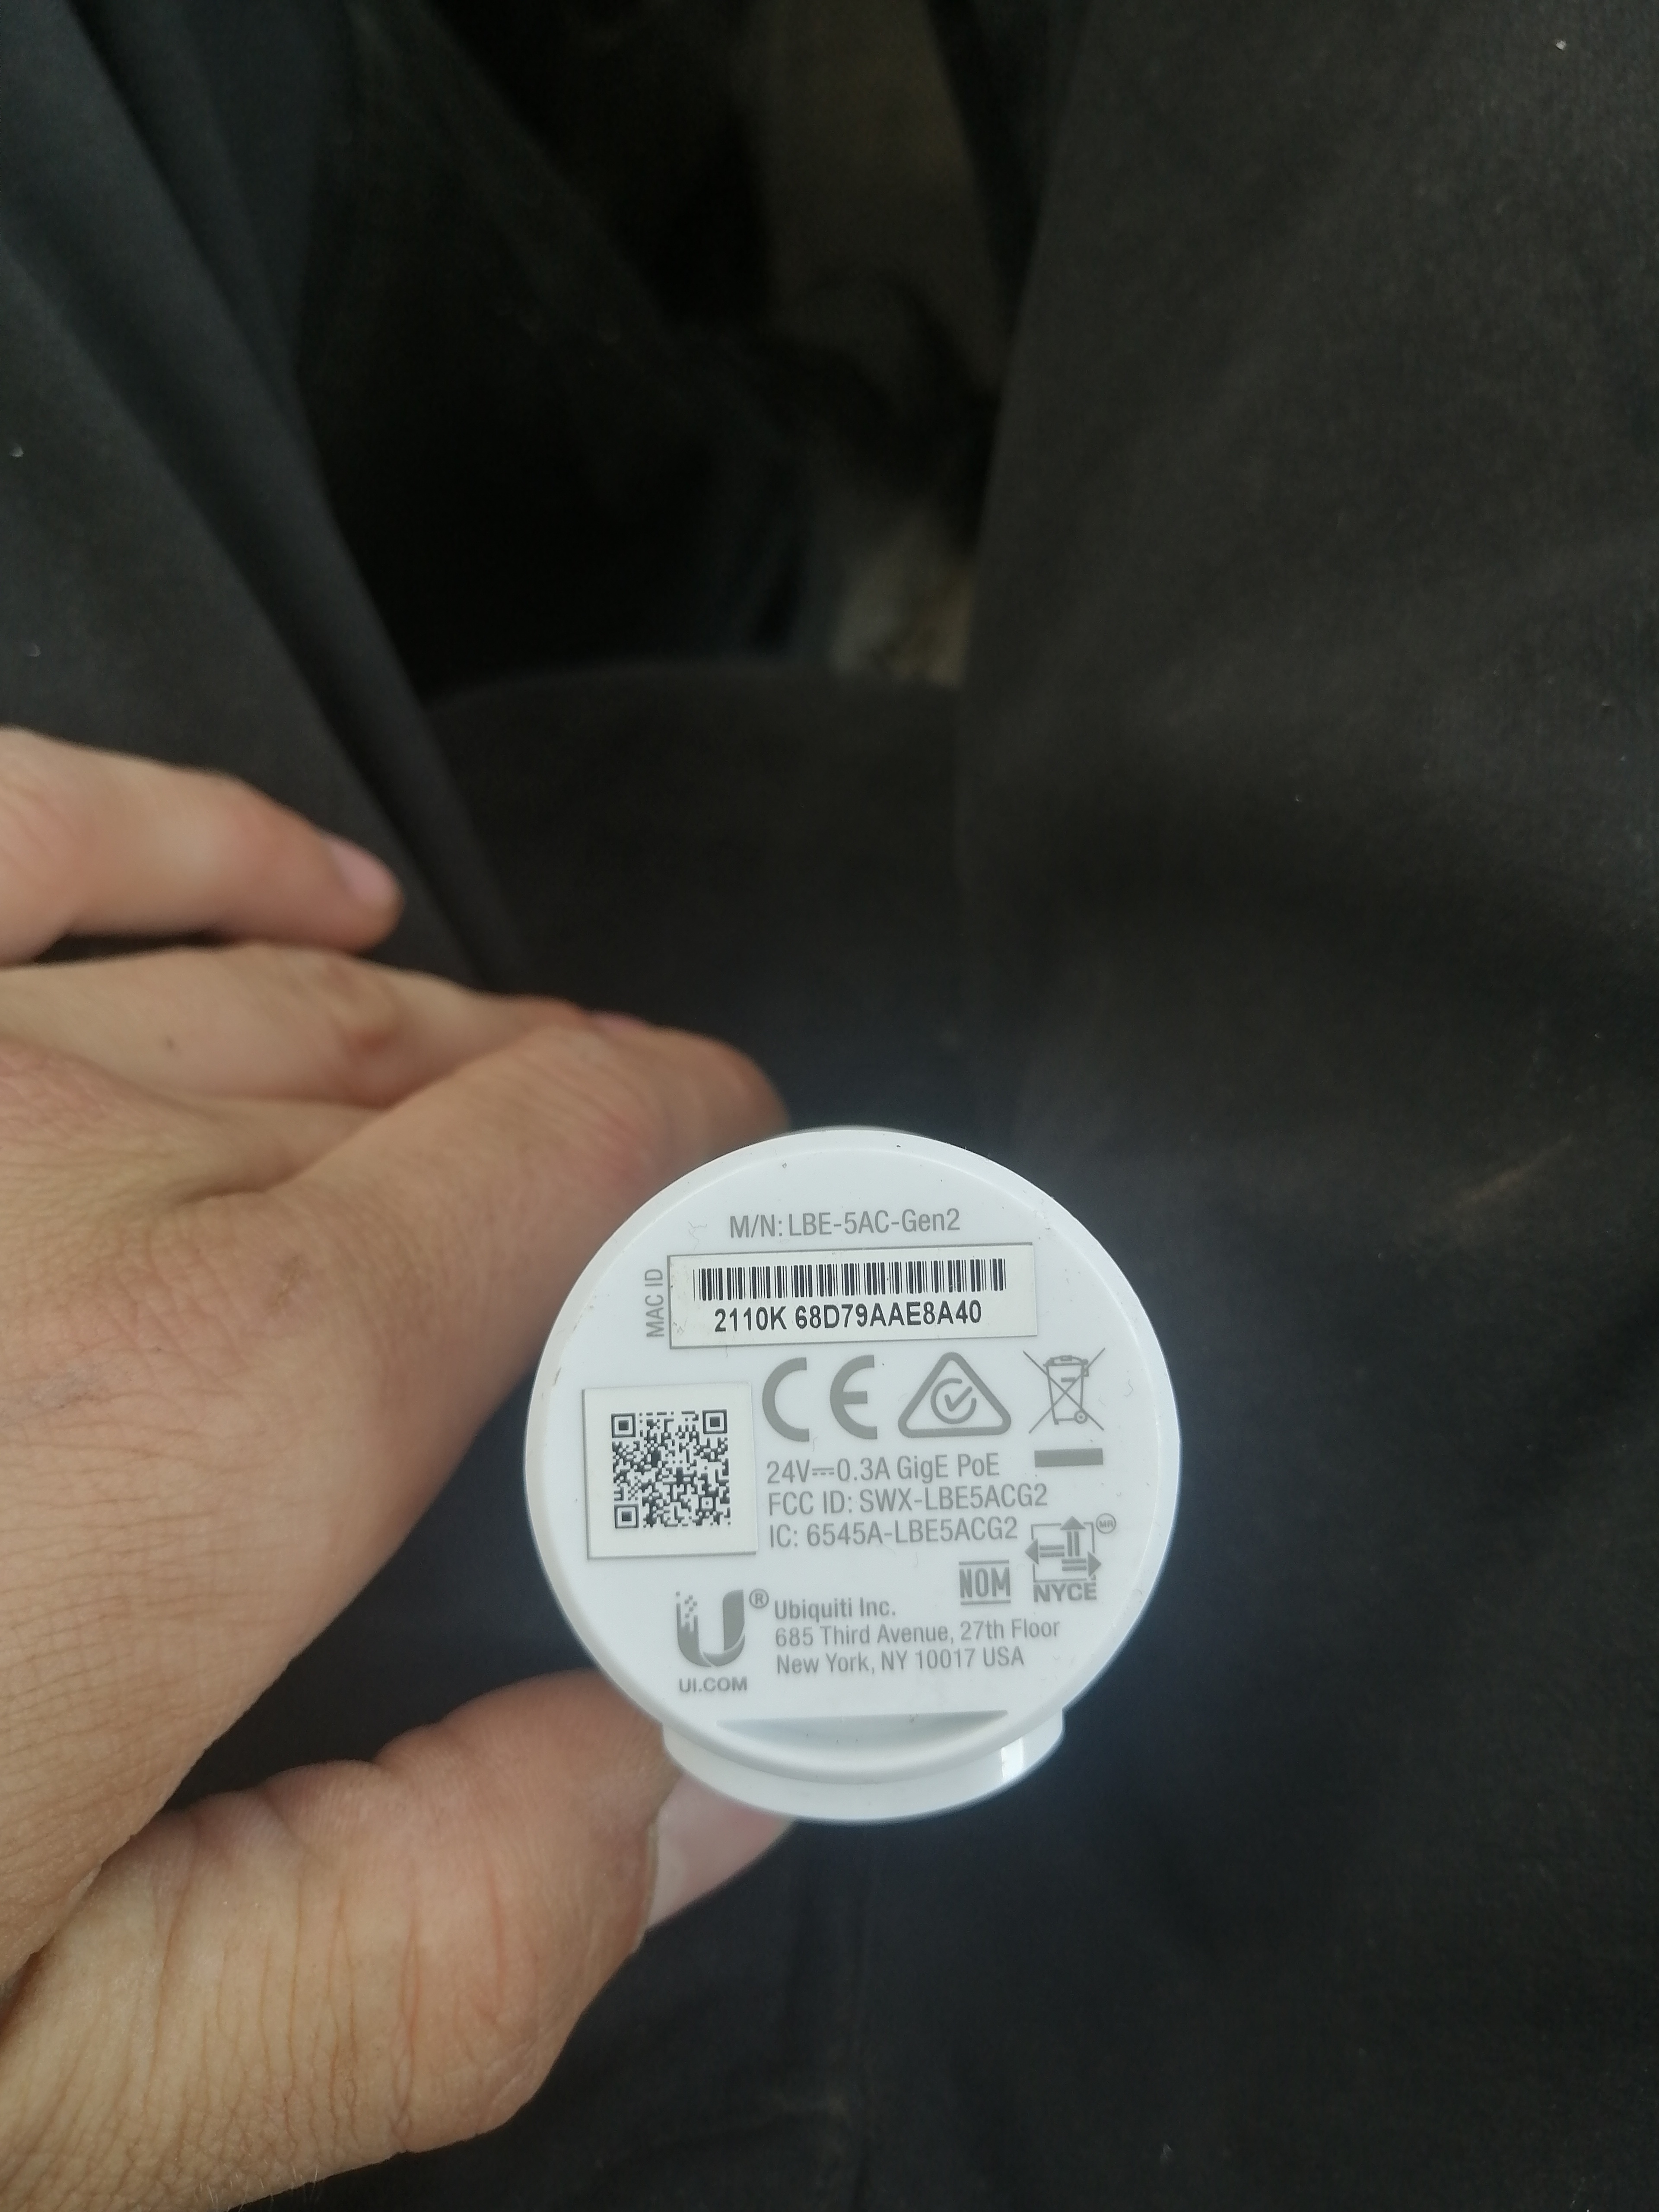 M/N: LBE-5AC-Gen2
MAC ID
2110K 68D79AAE8A40
CE
24V⎓0.3A GigE PoE
FCC ID: SWX-LBE5ACG2
IC: 6545A-LBE5ACG2
MR
NOM
NYCE
U®
UI.COM
Ubiquiti Inc.
685 Third Avenue, 27th Floor
New York, NY 10017 USA